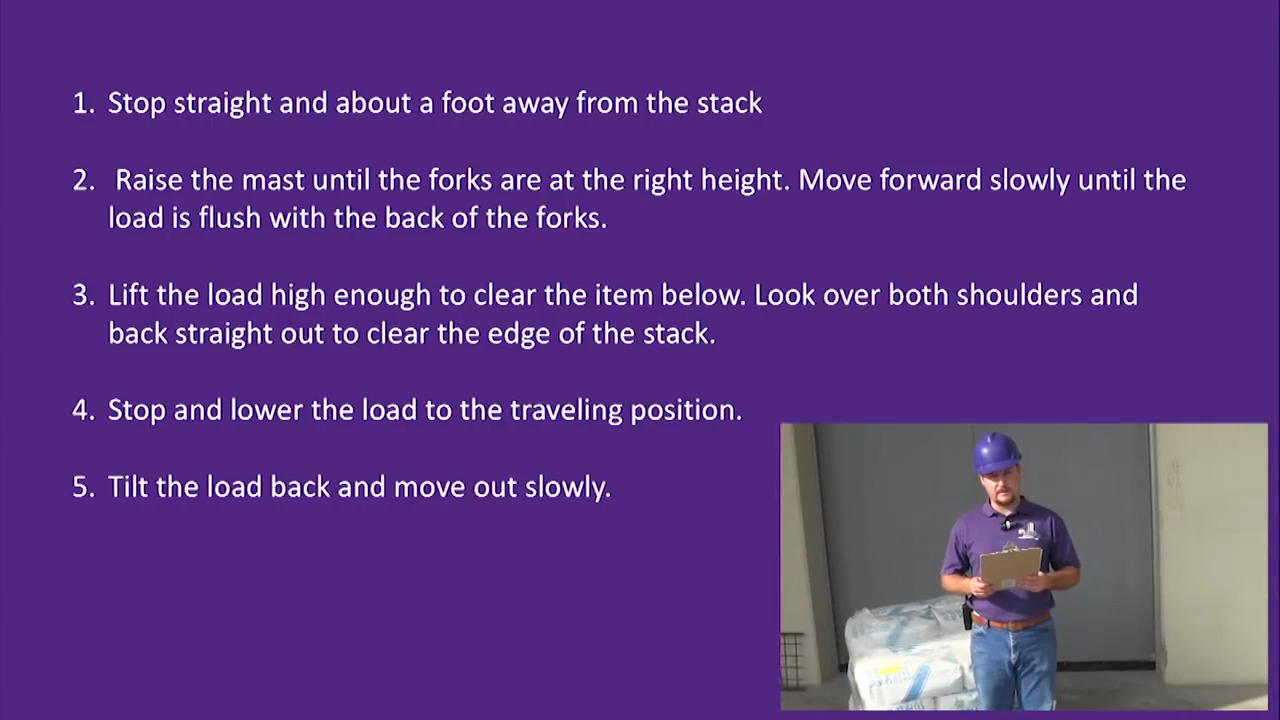 1. Stop straight and about a foot away from the stack
2. Raise the mast until the forks are at the right height. Move forward slowly until the
load is flush with the back of the forks.
3. Lift the load high enough to clear the item below. Look over both shoulders and
back straight out to clear the edge of the stack.
4. Stop and lower the load to the traveling position.
5. Tilt the load back and move out slowly.